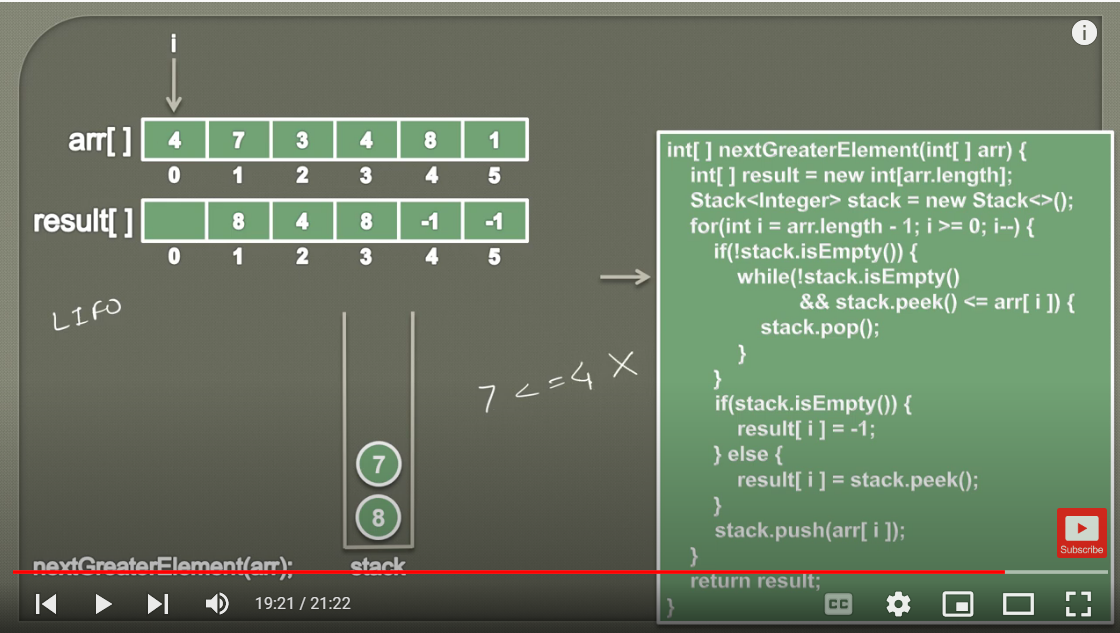 i
arr[ ] 4 7 3 4 8 1
0 1 2 3 4 5
result[ ] 8 4 8 -1 -1
0 1 2 3 4 5
LIFO
7 <= 4 X
7
8
nextGreaterElement(arr); stack
int[ ] nextGreaterElement(int[ ] arr) {
int[ ] result = new int[arr.length];
Stack<Integer> stack = new Stack<>();
for(int i = arr.length - 1; i >= 0; i--) {
if(!stack.isEmpty()) {
while(!stack.isEmpty()
&& stack.peek() <= arr[ i ]) {
stack.pop();
}
}
if(stack.isEmpty()) {
result[ i ] = -1;
} else {
result[ i ] = stack.peek();
}
stack.push(arr[ i ]);
}
return result;
}
Subscribe
19:21 / 21:22
CC
i